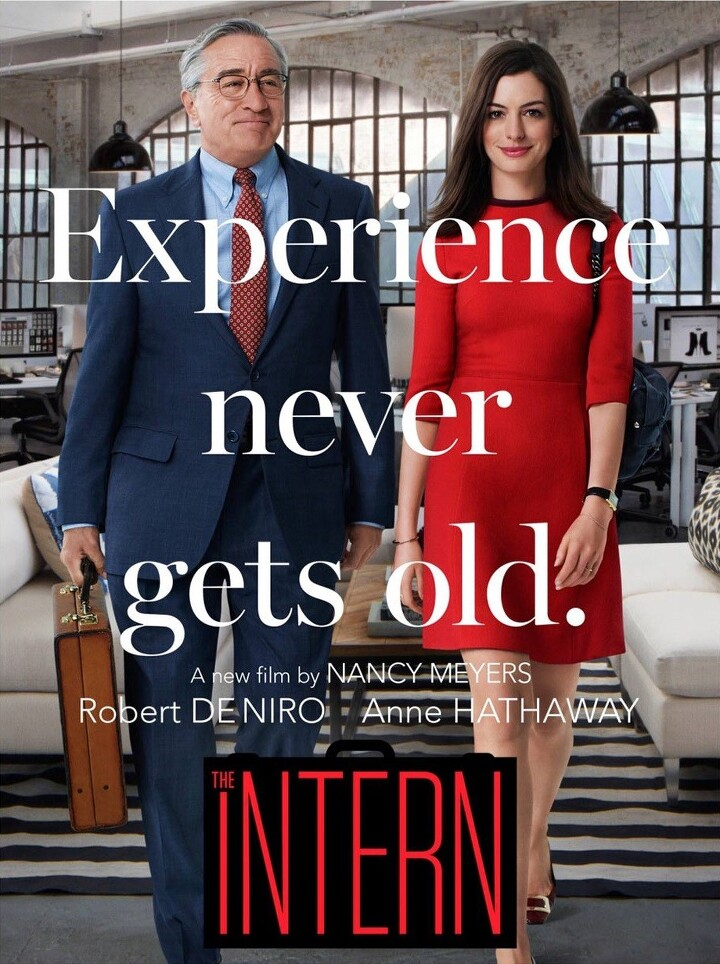 Experience
never
gets old.
A new film by NANCY MEYERS
Robert DE NIRO Anne HATHAWAY
THE
iNTERN